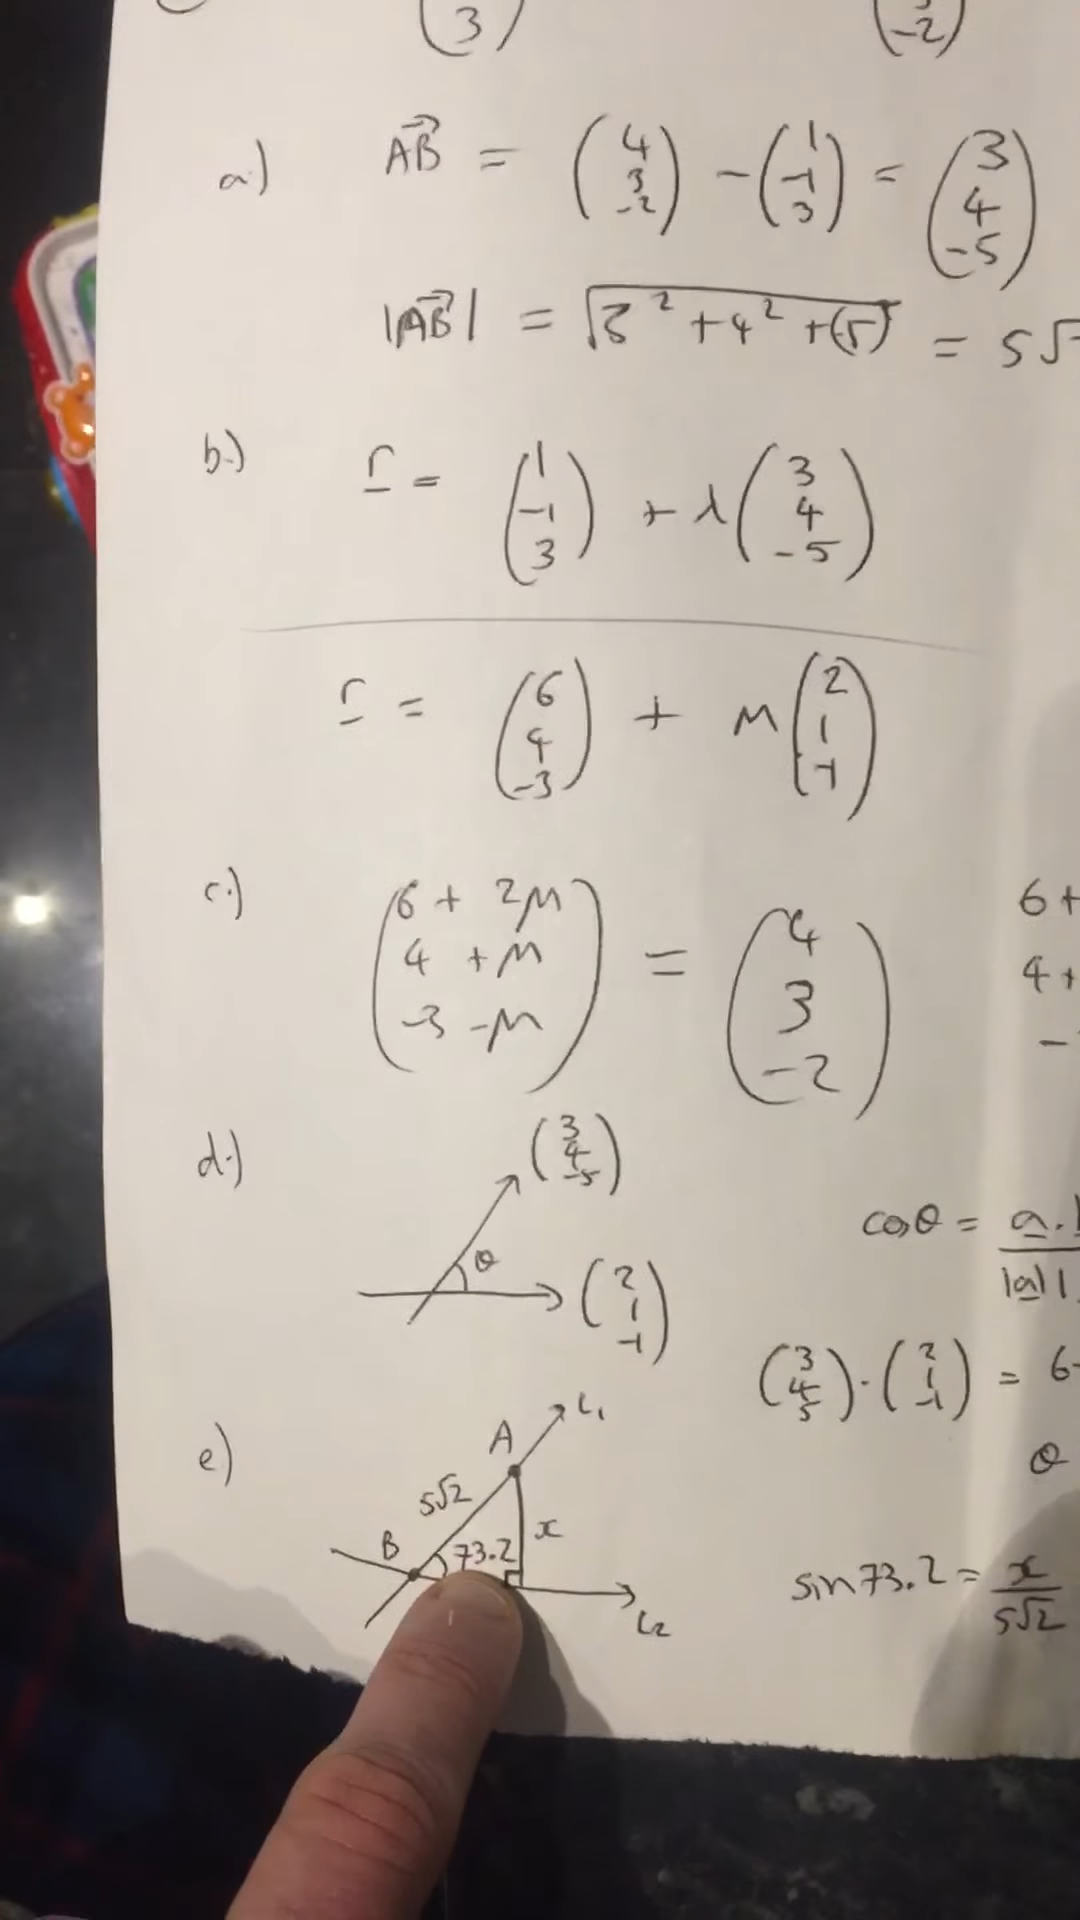 3
-2
a.) AB = (4 3 -2) - (1 -1 3) = (3 4 -5)
|AB| = √3² + 4² + (-5)² = 5√
b.) r = (1 -1 3) + λ (3 4 -5)
r = (6 4 -3) + μ (2 1 -1)
c.) (6 + 2μ 4 + μ -3 - μ) = (4 3 -2)
6 +
4 +
-
d.) (3 4 -5)
θ
(2 1 -1)
cosθ = a.
|a| |
(3 4 5) . (2 1 -1) = 6
θ
e) A L₁
5√2
B 73.2 x
L₂
sin 73.2 = x / 5√2